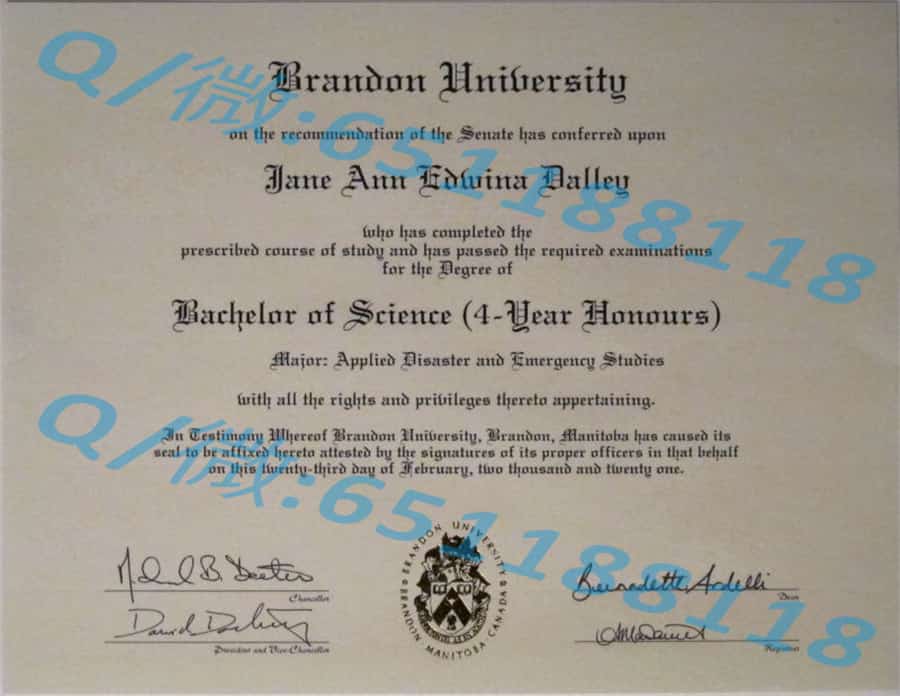 Brandon University
on the recommendation of the Senate has conferred upon
Jane Ann Edwina Dalley
who has completed the
prescribed course of study and has passed the required examinations
for the Degree of
Bachelor of Science (4-Year Honours)
Major: Applied Disaster and Emergency Studies
with all the rights and privileges thereto appertaining.
In Testimony Whereof Brandon University, Brandon, Manitoba has caused its
seal to be affixed hereto attested by the signatures of its proper officers in that behalf
on this twenty-third day of February, two thousand and twenty one.
Chancellor
President and Vice-Chancellor
BRANDON UNIVERSITY
BRANDON, MANITOBA CANADA
Bernadette Ardelli
Dean
Registrar
Q/微:651188118
Q/微:651188118